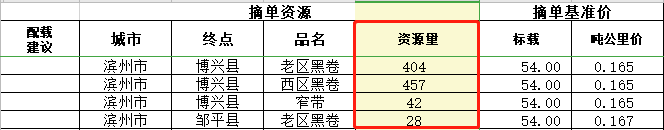 摘单资源 摘单基准价
配载建议 城市 终点 品名 资源量 标载 吨公里价
滨州市 博兴县 老区黑卷 404 54.00 0.165
滨州市 博兴县 西区黑卷 457 54.00 0.165
滨州市 博兴县 窄带 42 54.00 0.165
滨州市 邹平县 老区黑卷 28 54.00 0.167